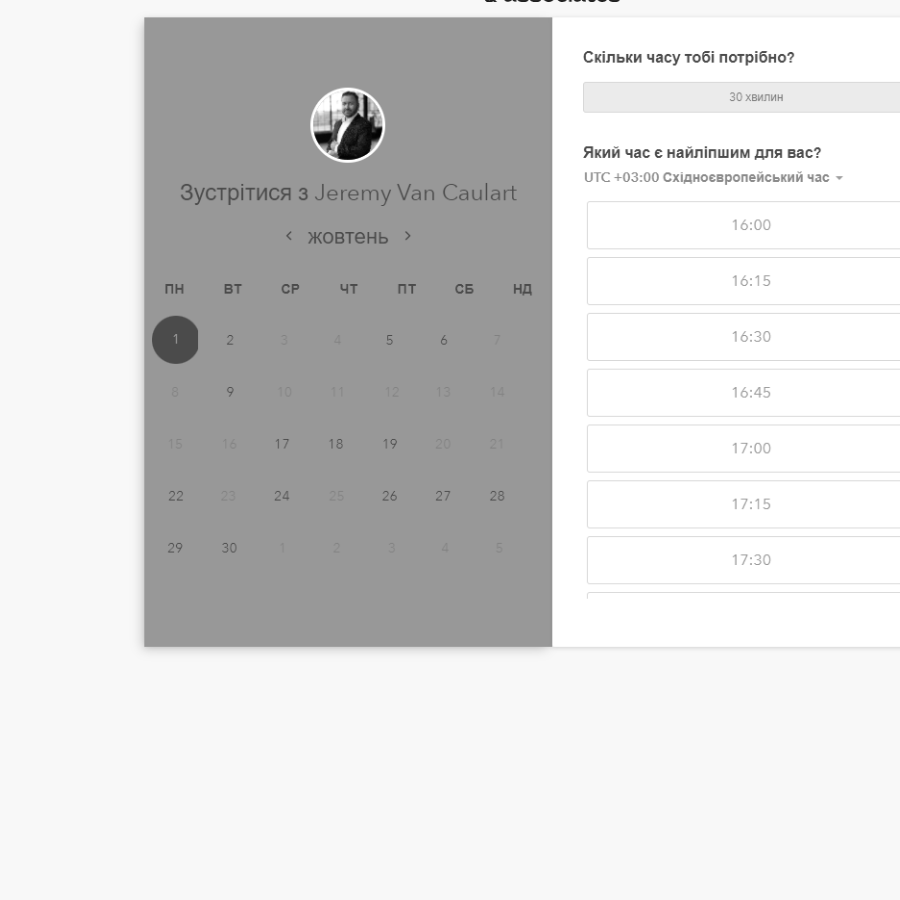 & associates
Зустрітися з Jeremy Van Caulart
жовтень
ПН ВТ СР ЧТ ПТ СБ НД
1 2 3 4 5 6 7
8 9 10 11 12 13 14
15 16 17 18 19 20 21
22 23 24 25 26 27 28
29 30 1 2 3 4 5
Скільки часу тобі потрібно?
30 хвилин
Який час є найліпшим для вас?
UTC +03:00 Східноєвропейський час
16:00
16:15
16:30
16:45
17:00
17:15
17:30